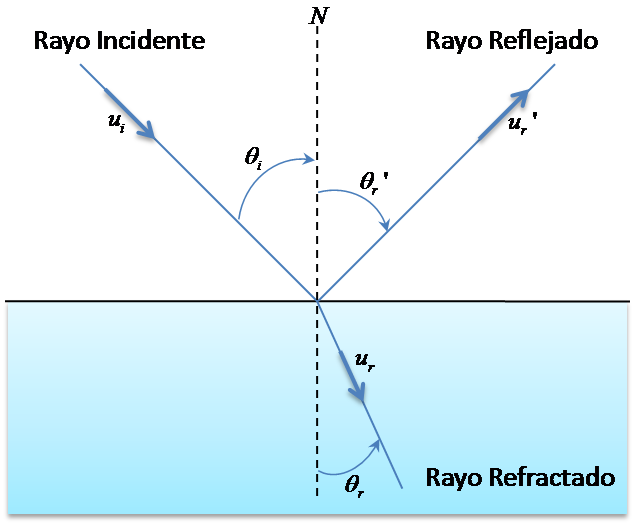 N
Rayo Incidente
Rayo Reflejado
u_i
u_r'
θ_i
θ_r'
u_r
Rayo Refractado
θ_r